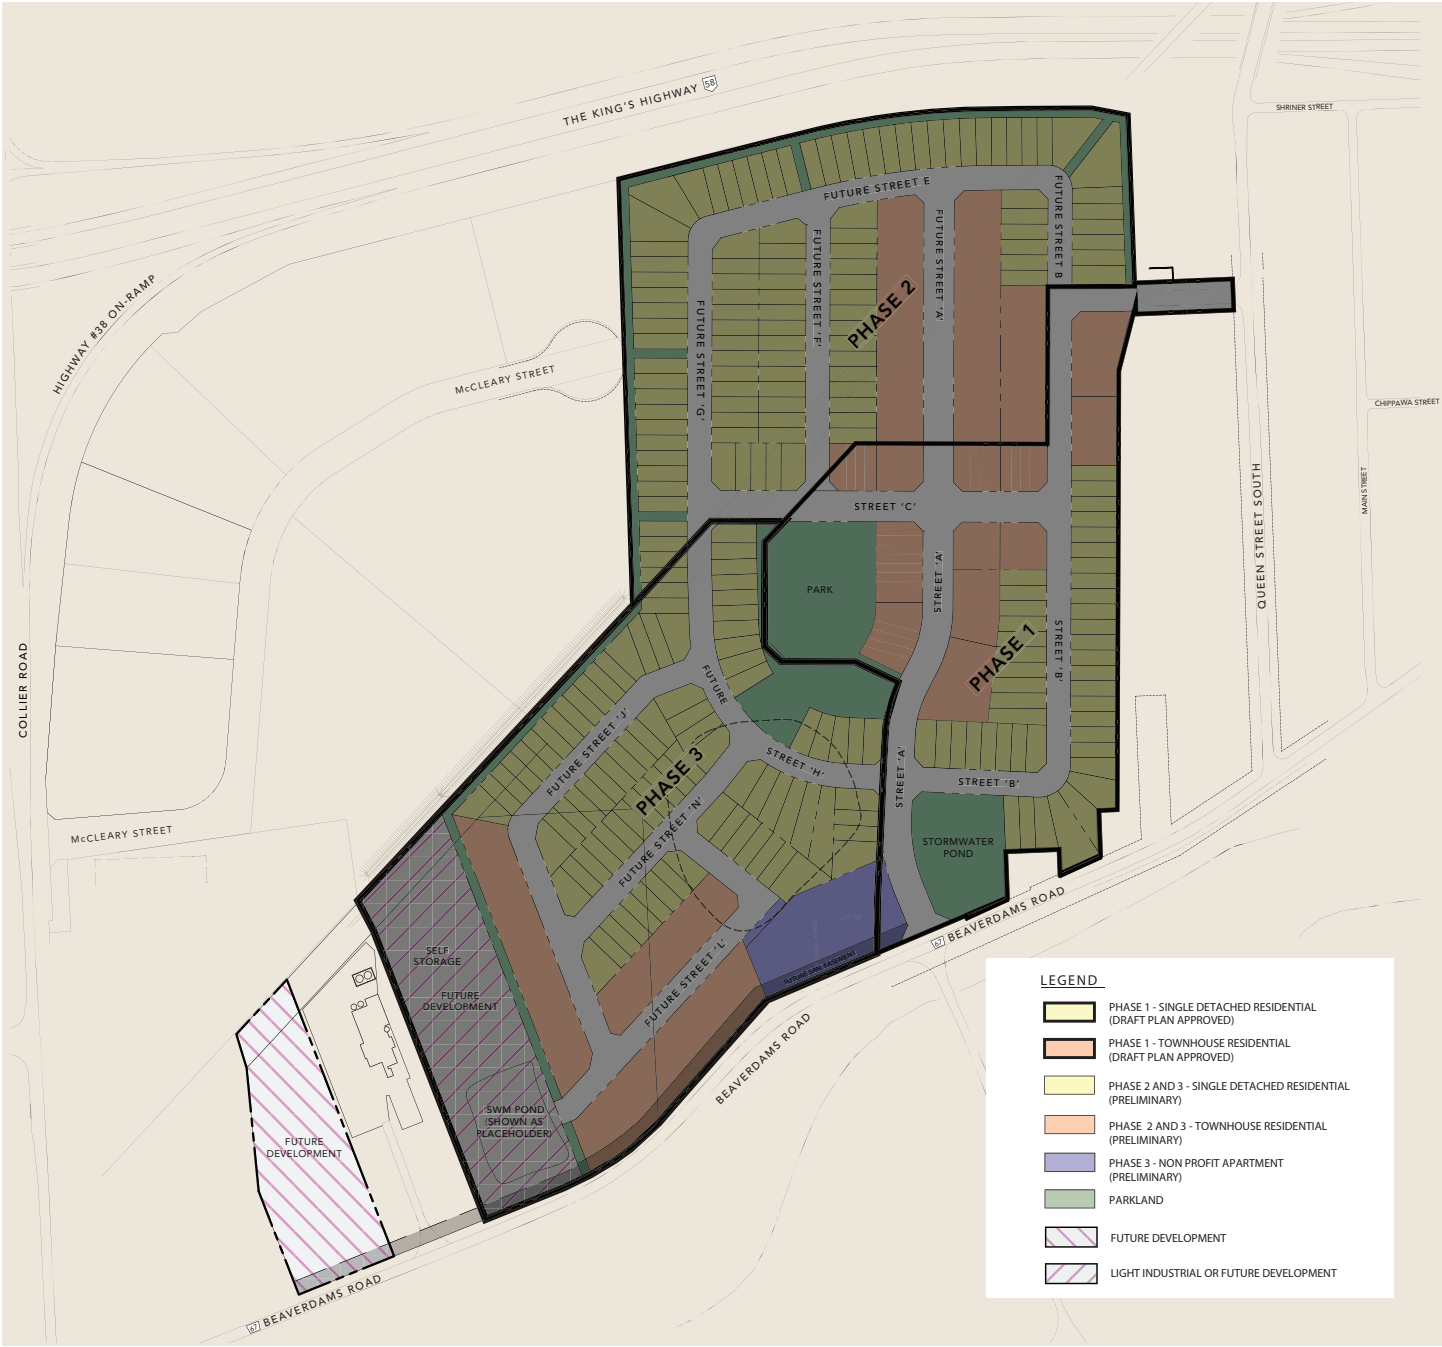 THE KING'S HIGHWAY 58
SHRINER STREET
FUTURE STREET E
FUTURE STREET B
HIGHWAY #38 ON-RAMP
FUTURE STREET 'A'
FUTURE STREET 'F'
PHASE 2
FUTURE STREET 'G'
McCLEARY STREET
CHIPPAWA STREET
MAIN STREET
QUEEN STREET SOUTH
STREET 'C'
STREET 'A'
PARK
PHASE 1
STREET 'B'
COLLIER ROAD
FUTURE
STREET 'H'
FUTURE STREET 'J'
PHASE 3
STREET 'A'
STREET 'B'
FUTURE STREET 'N'
McCLEARY STREET
STORMWATER
POND
67 BEAVERDAMS ROAD
SELF
STORAGE
FUTURE
DEVELOPMENT
FUTURE STREET 'L'
FUTURE SAN. EASEMENT
BEAVERDAMS ROAD
SWM POND
(SHOWN AS
PLACEHOLDER)
FUTURE
DEVELOPMENT
67 BEAVERDAMS ROAD
LEGEND
PHASE 1 - SINGLE DETACHED RESIDENTIAL
(DRAFT PLAN APPROVED)
PHASE 1 - TOWNHOUSE RESIDENTIAL
(DRAFT PLAN APPROVED)
PHASE 2 AND 3 - SINGLE DETACHED RESIDENTIAL
(PRELIMINARY)
PHASE 2 AND 3 - TOWNHOUSE RESIDENTIAL
(PRELIMINARY)
PHASE 3 - NON PROFIT APARTMENT
(PRELIMINARY)
PARKLAND
FUTURE DEVELOPMENT
LIGHT INDUSTRIAL OR FUTURE DEVELOPMENT